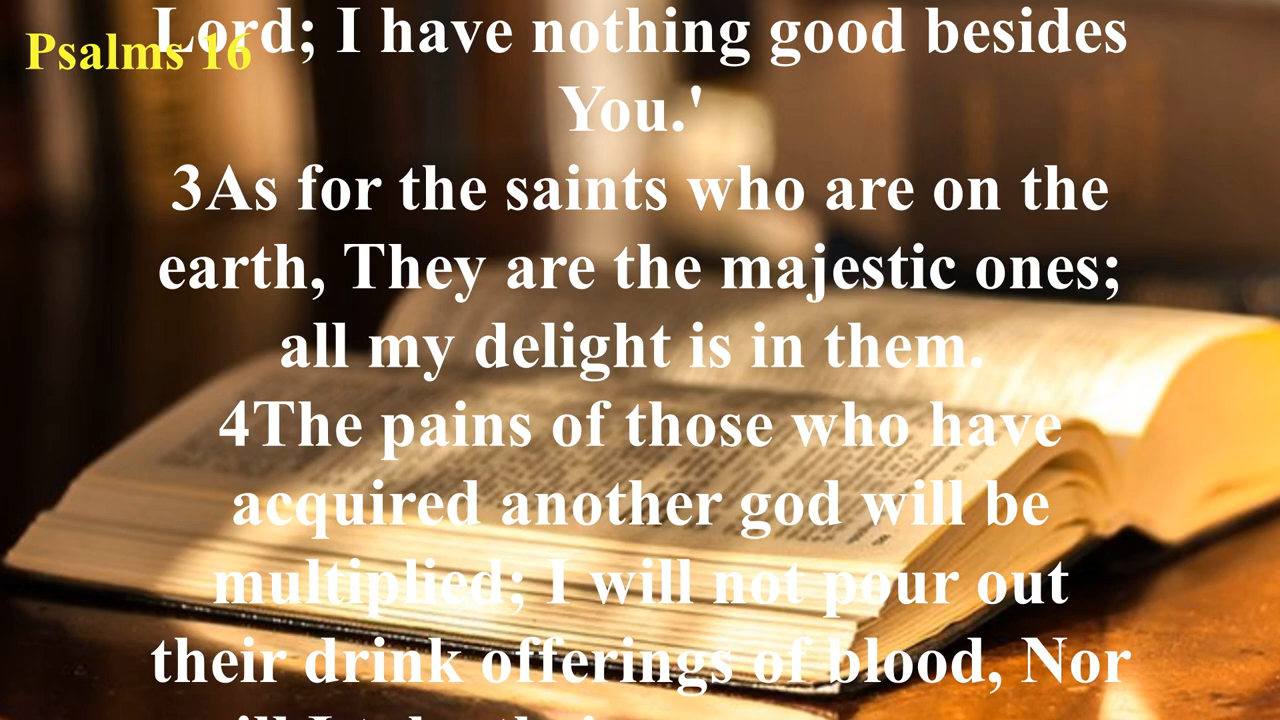 Psalms 16
Lord; I have nothing good besides
You.'
3As for the saints who are on the
earth, They are the majestic ones;
all my delight is in them.
4The pains of those who have
acquired another god will be
multiplied; I will not pour out
their drink offerings of blood, Nor